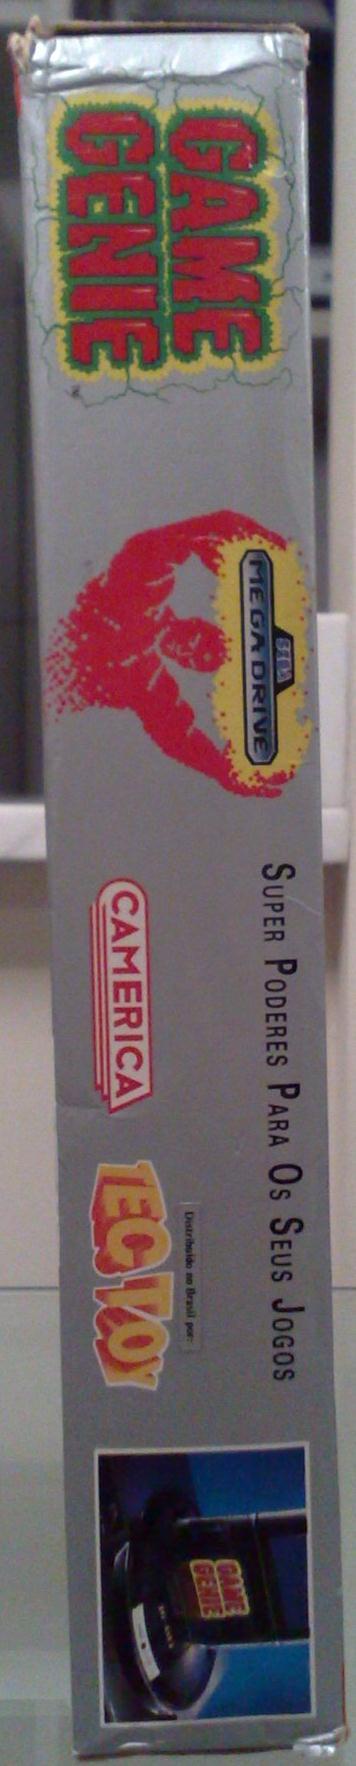 GAME
GENIE
SEGA
MEGA DRIVE
SUPER PODERES PARA OS SEUS JOGOS
CAMERICA
Distribuído no Brasil por:
TEC TOY
GAME
GENIE